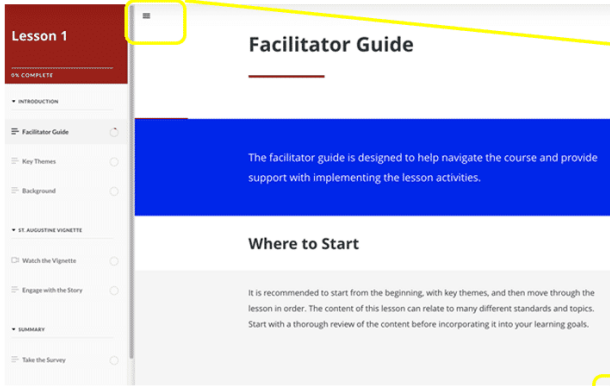 Lesson 1
0% COMPLETE
INTRODUCTION
Facilitator Guide
Key Themes
Background
ST. AUGUSTINE VIGNETTE
Watch the Vignette
Engage with the Story
SUMMARY
Take the Survey
Facilitator Guide
The facilitator guide is designed to help navigate the course and provide
support with implementing the lesson activities.
Where to Start
It is recommended to start from the beginning, with key themes, and then move through the
lesson in order. The content of this lesson can relate to many different standards and topics.
Start with a thorough review of the content before incorporating it into your learning goals.